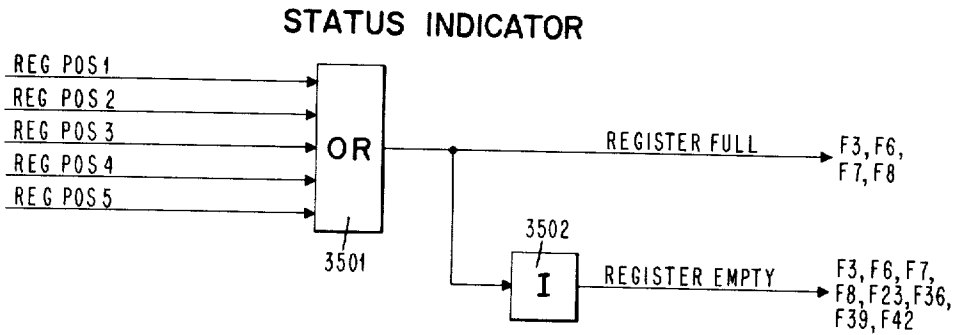 STATUS INDICATOR
REG POS 1
REG POS 2
REG POS 3
REG POS 4
REG POS 5
OR
3501
REGISTER FULL
F3, F6,
F7, F8
3502
I
REGISTER EMPTY
F3, F6, F7,
F8, F23, F36,
F39, F42